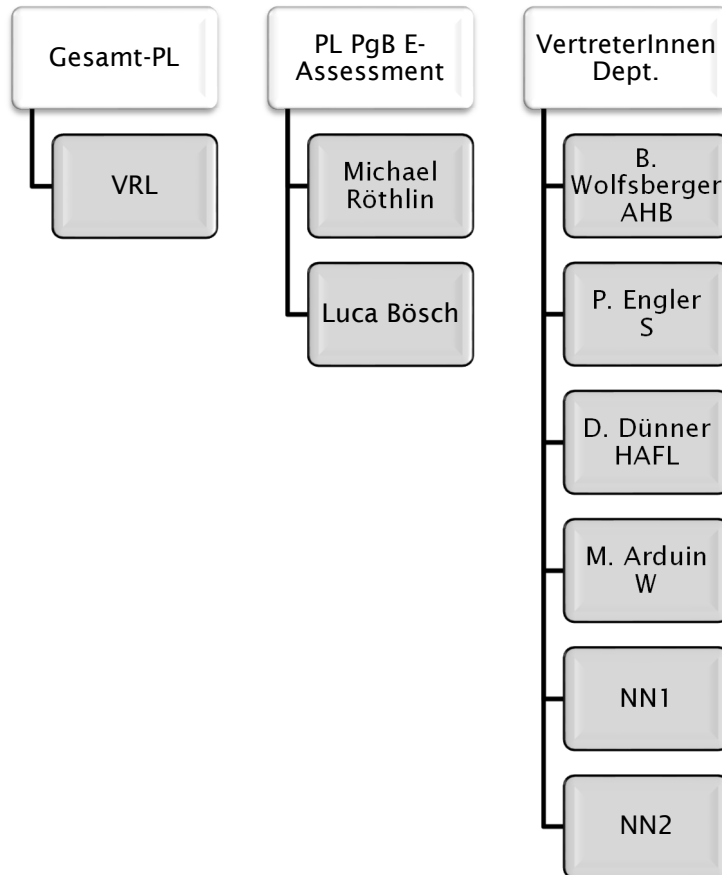 Gesamt-PL
VRL
PL PgB E-
Assessment
Michael
Röthlin
Luca Bösch
VertreterInnen
Dept.
B.
Wolfsberger
AHB
P. Engler
S
D. Dünner
HAFL
M. Arduin
W
NN1
NN2